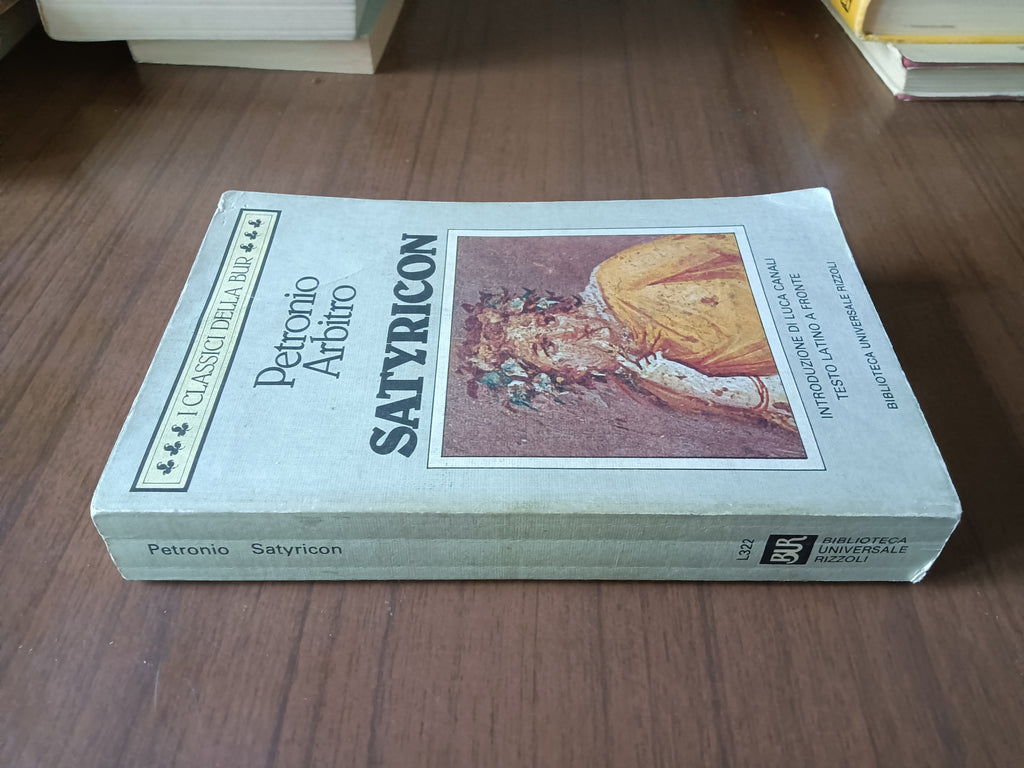 I CLASSICI DELLA BUR
Petronio
Arbitro
SATYRICON
INTRODUZIONE DI LUCA CANALI
TESTO LATINO A FRONTE
BIBLIOTECA UNIVERSALE RIZZOLI
Petronio Satyricon
L322
BUR
BIBLIOTECA
UNIVERSALE
RIZZOLI